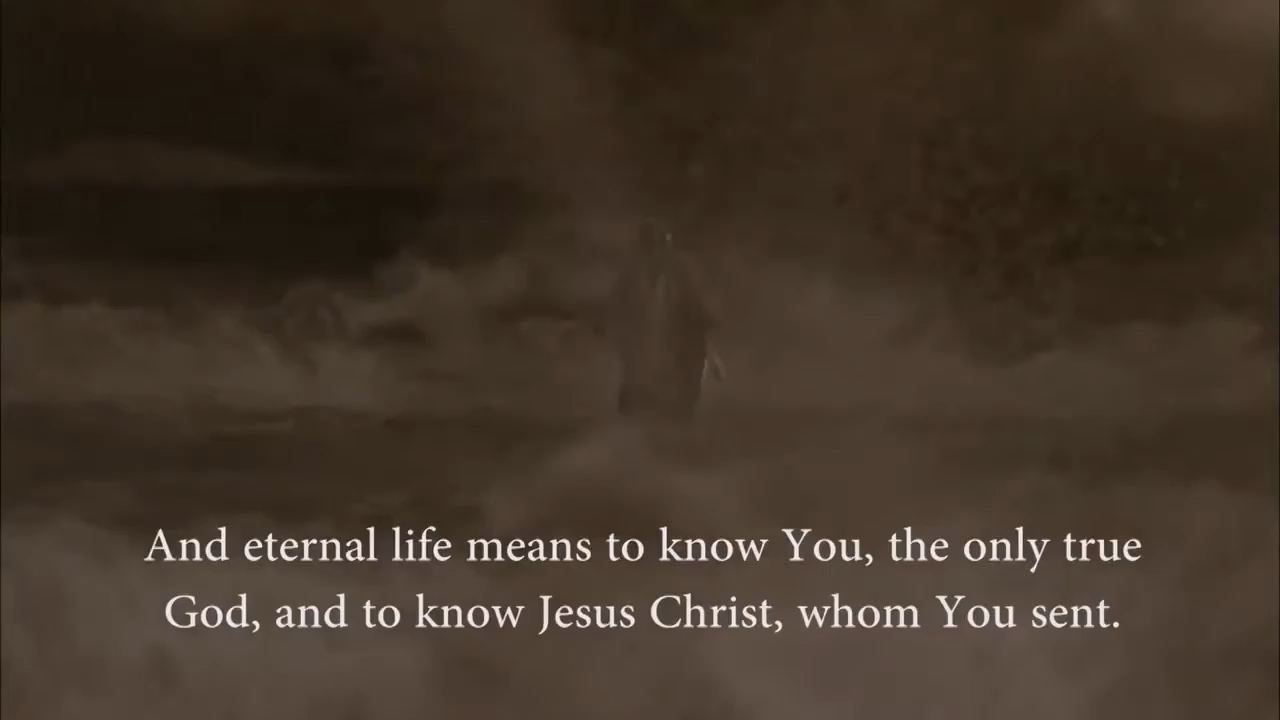 And eternal life means to know You, the only true
God, and to know Jesus Christ, whom You sent.